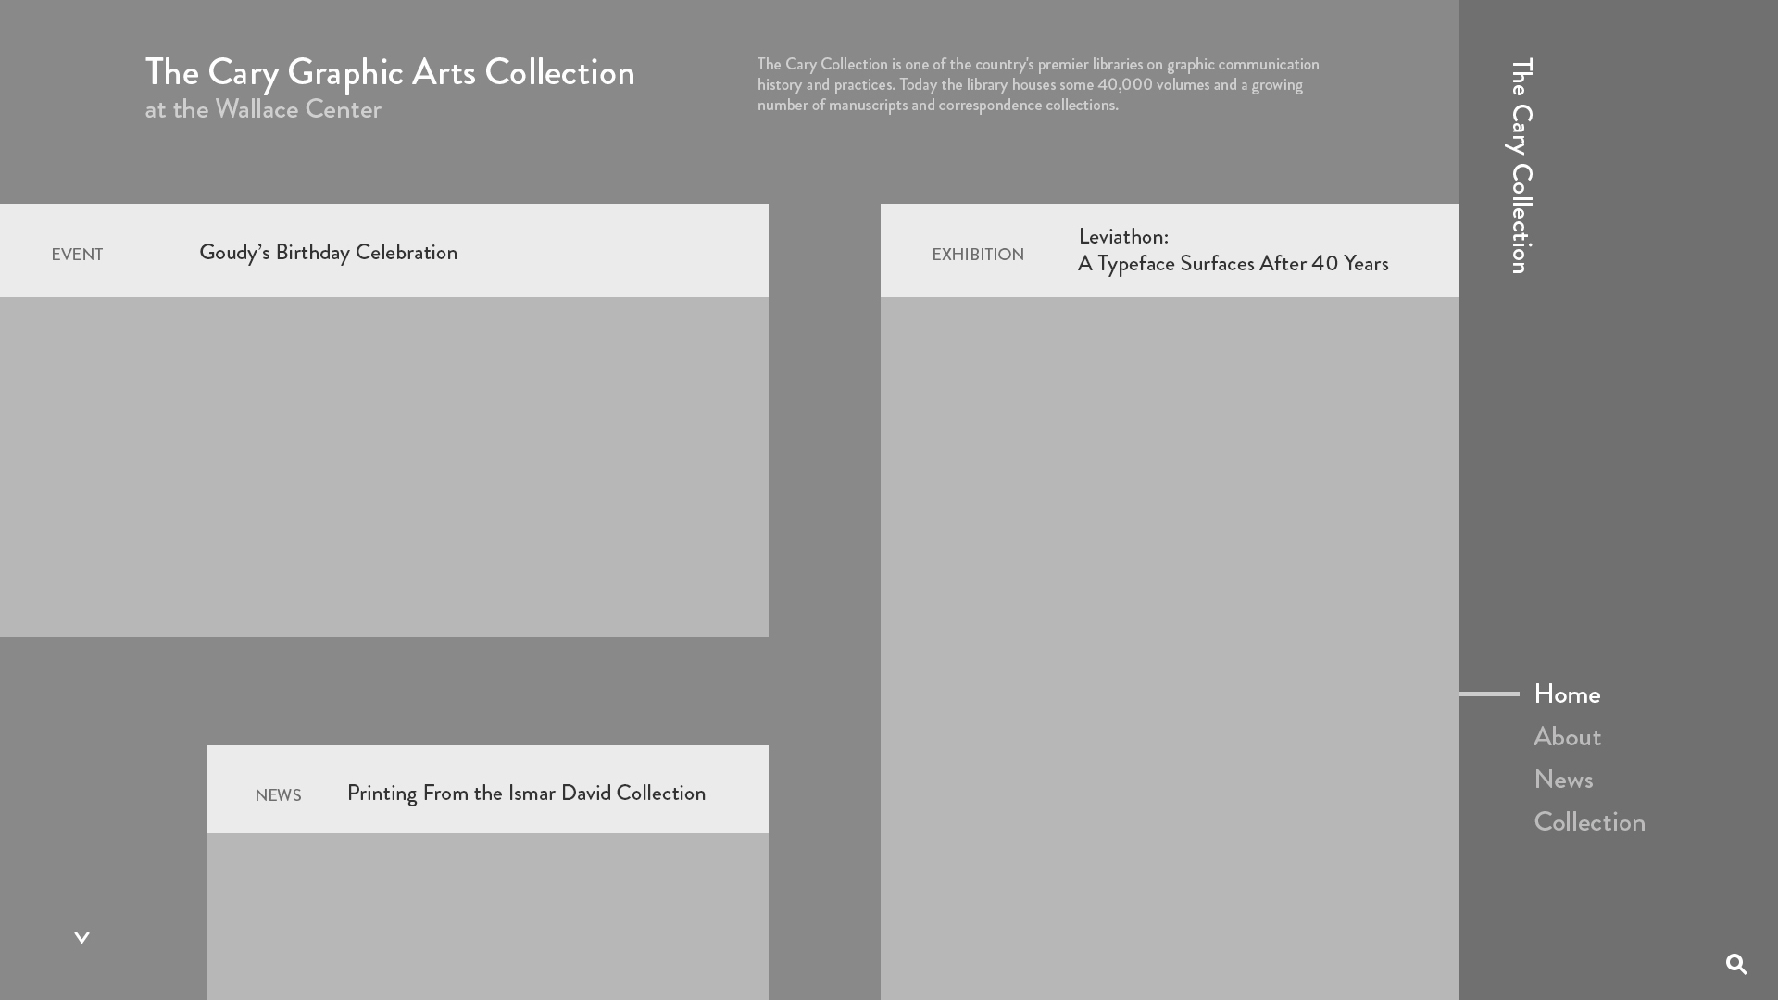 The Cary Graphic Arts Collection
at the Wallace Center
The Cary Collection is one of the country's premier libraries on graphic communication
history and practices. Today the library houses some 40,000 volumes and a growing
number of manuscripts and correspondence collections.
The Cary Collection
EVENT
Goudy’s Birthday Celebration
EXHIBITION
Leviathon:
A Typeface Surfaces After 40 Years
NEWS
Printing From the Ismar David Collection
Home
About
News
Collection